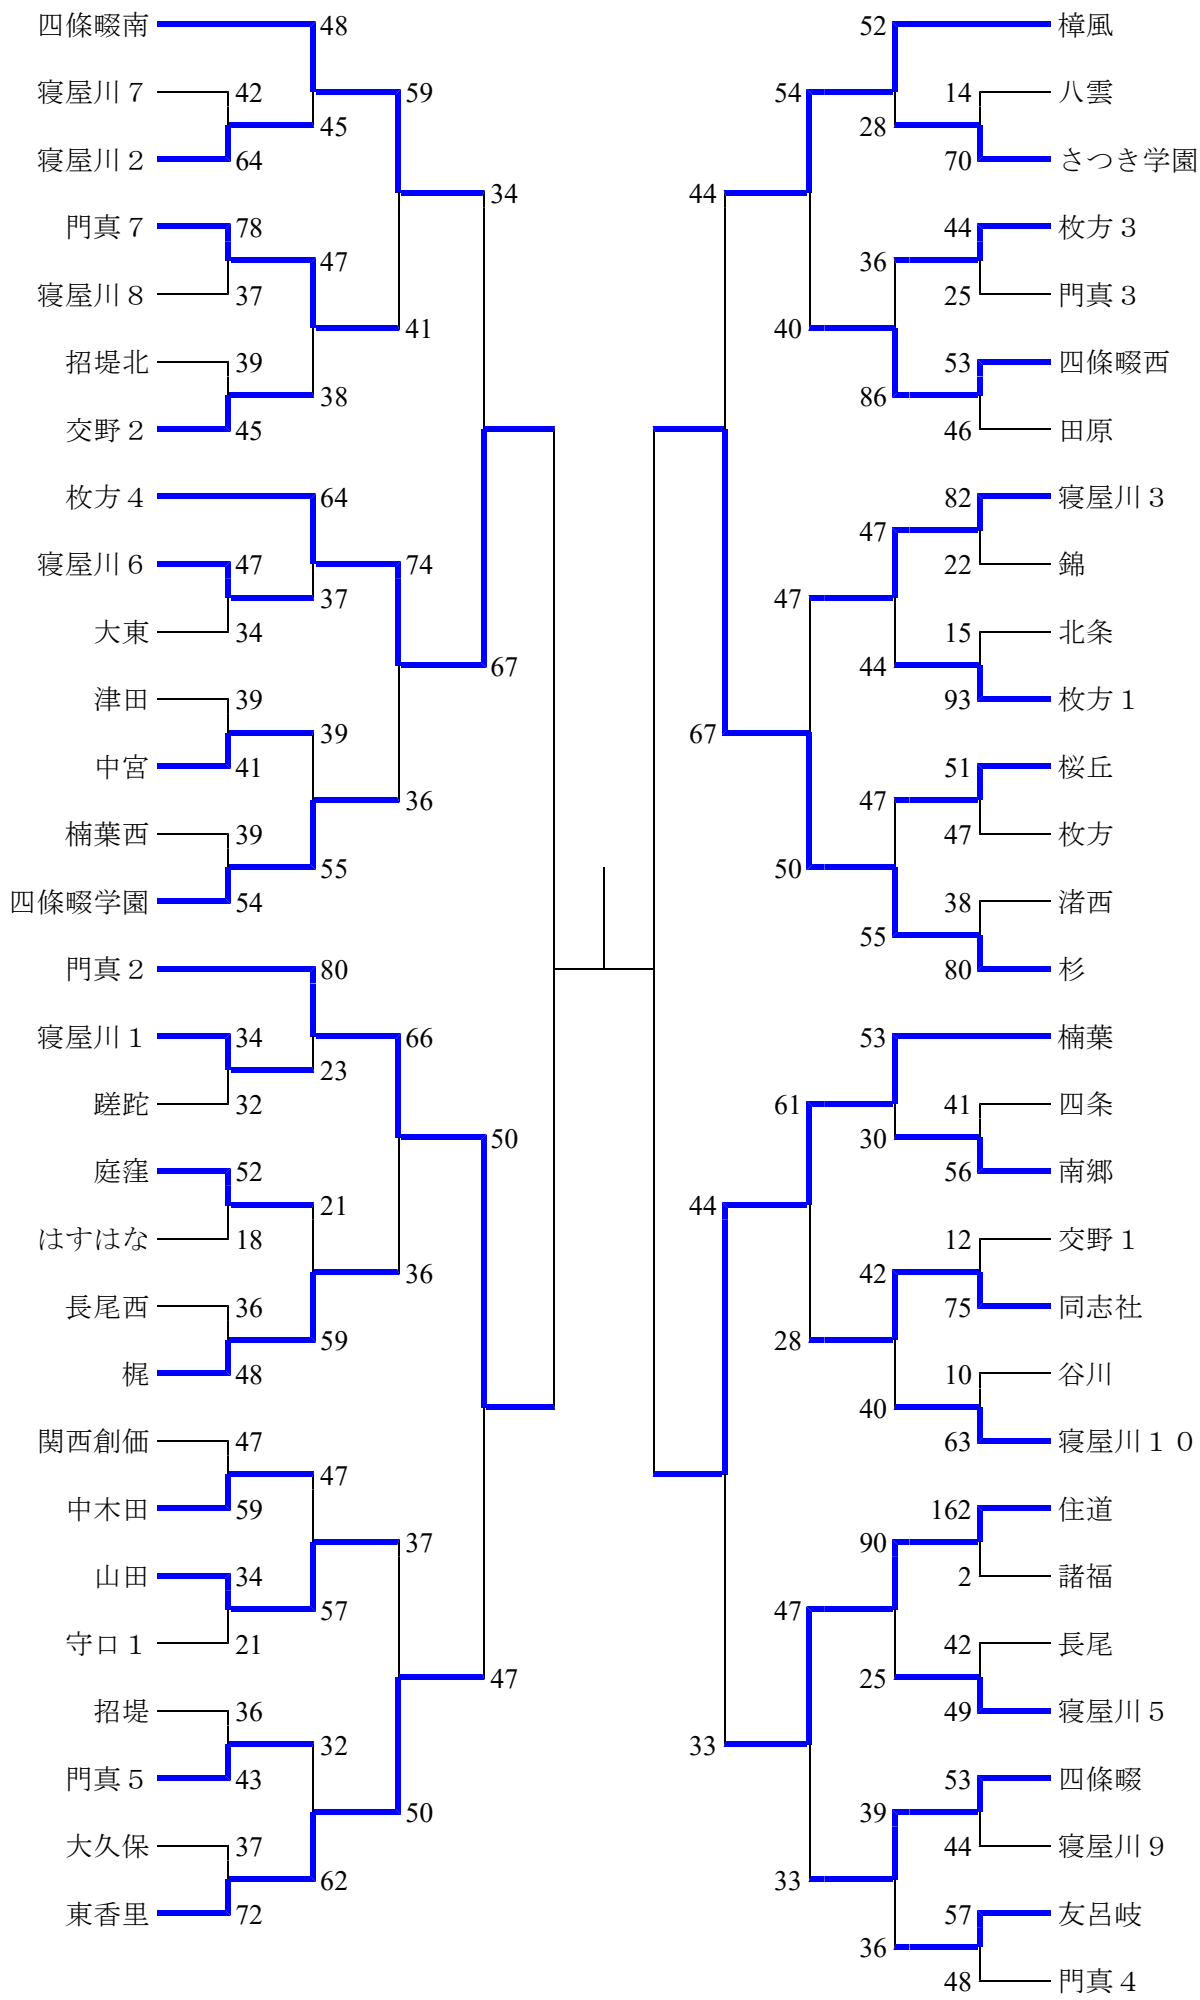 四條畷南 48 52 樟風
寝屋川７ 42 59 54 14 八雲
45 28
寝屋川２ 64 70 さつき学園
34 44
門真７ 78 44 枚方３
47 36
寝屋川８ 37 25 門真３
41 40
招堤北 39 53 四條畷西
38 86
交野２ 45 46 田原
枚方４ 64 82 寝屋川３
47
寝屋川６ 47 74 22 錦
37 47
大東 34 15 北条
67 44
津田 39 93 枚方１
39 67
中宮 41 51 桜丘
36 47
楠葉西 39 47 枚方
55 50
四條畷学園 54 38 渚西
55
門真２ 80 80 杉
寝屋川１ 34 66 53 楠葉
23
蹉跎 32 61 41 四条
50 30
庭窪 52 56 南郷
21 44
はすはな 18 12 交野１
36 42
長尾西 36 75 同志社
59 28
梶 48 10 谷川
40
関西創価 47 63 寝屋川１０
47
中木田 59 162 住道
37 90
山田 34 2 諸福
57 47
守口１ 21 42 長尾
47 25
招堤 36 49 寝屋川５
32 33
門真５ 43 53 四條畷
50 39
大久保 37 44 寝屋川９
62 33
東香里 72 57 友呂岐
36
48 門真４